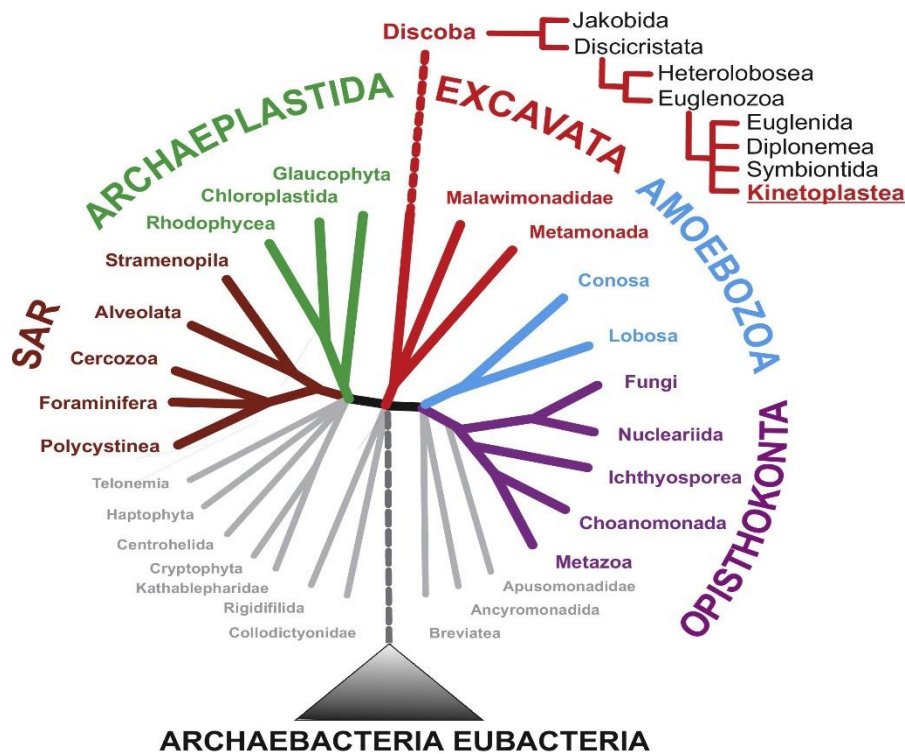 Discoba
Jakobida
Discicristata
Heterolobosea
Euglenozoa
Euglenida
Diplonemea
Symbiontida
Kinetoplastea
ARCHAEPLASTIDA
EXCAVATA
AMOEBOZOA
OPISTHOKONTA
SAR
Glaucophyta
Chloroplastida
Rhodophycea
Stramenopila
Alveolata
Cercozoa
Foraminifera
Polycystinea
Malawimonadidae
Metamonada
Conosa
Lobosa
Fungi
Nucleariida
Ichthyosporea
Choanomonada
Metazoa
Telonemia
Haptophyta
Centrohelida
Cryptophyta
Kathablepharidae
Rigidifilida
Collodictyonidae
Apusomonadidae
Ancyromonadida
Breviatea
ARCHAEBACTERIA EUBACTERIA